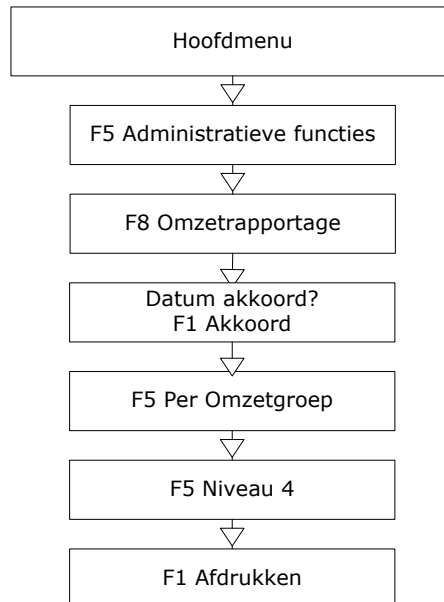 Hoofdmenu
F5 Administratieve functies
F8 Omzetrapportage
Datum akkoord?
F1 Akkoord
F5 Per Omzetgroep
F5 Niveau 4
F1 Afdrukken